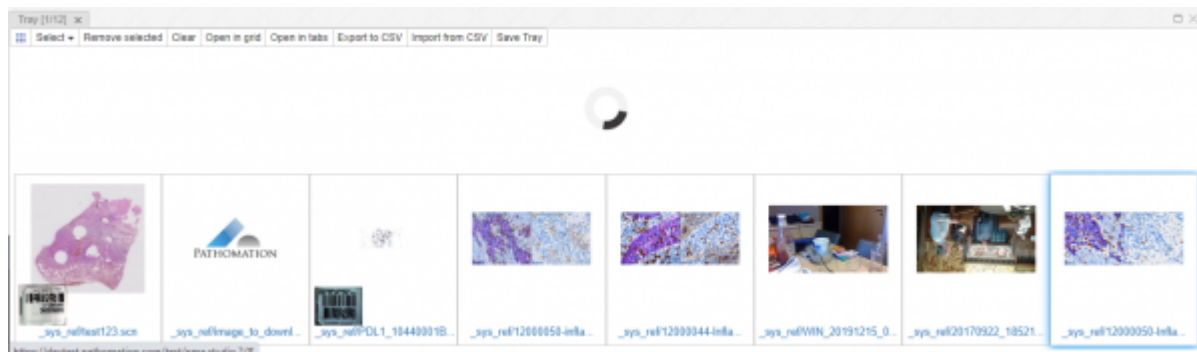 Tray [1/12] x
Select Remove selected Clear Open in grid Open in tabs Export to CSV Import from CSV Save Tray
PATHOMATION
_sys_ref/test123.scn _sys_ref/image_to_downl... _sys_ref/PDL1_10440001B... _sys_ref/12000050-Infla... _sys_ref/12000044-Infla... _sys_ref/WIN_20191215_0... _sys_ref/20170922_18521... _sys_ref/12000050-Infla...